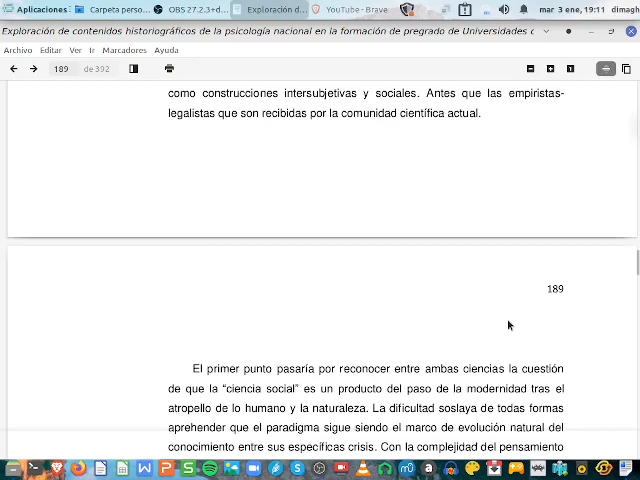 Aplicaciones
Carpeta perso...
OBS 27.2.3+d...
Exploración d...
YouTube - Brave
mar 3 ene, 19:11
dimagh
Exploración de contenidos historiográficos de la psicología nacional en la formación de pregrado de Universidades c
Archivo Editar Ver Ir Marcadores Ayuda
189 de 392
como construcciones intersubjetivas y sociales. Antes que las empiristas-
legalistas que son recibidas por la comunidad científica actual.
189
El primer punto pasaría por reconocer entre ambas ciencias la cuestión
de que la “ciencia social” es un producto del paso de la modernidad tras el
atropello de lo humano y la naturaleza. La dificultad soslaya de todas formas
aprehender que el paradigma sigue siendo el marco de evolución natural del
conocimiento entre sus específicas crisis. Con la complejidad del pensamiento